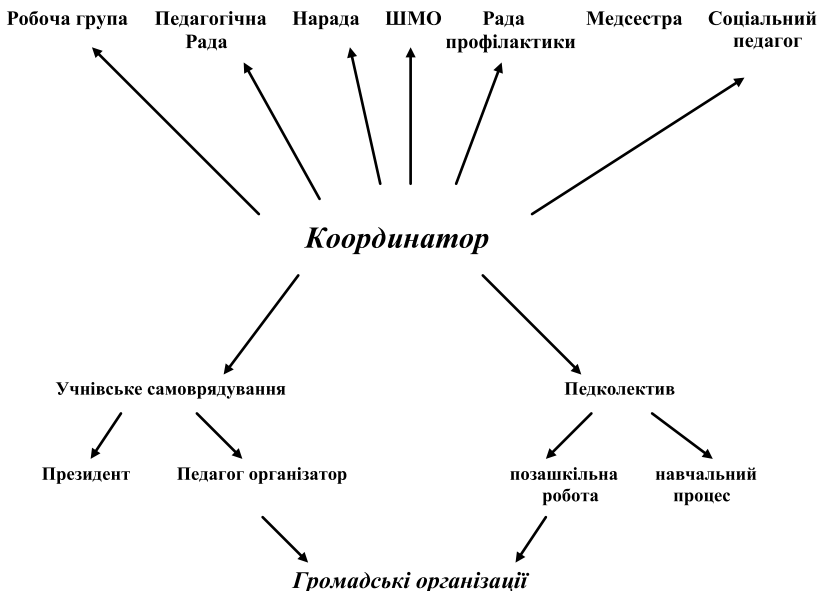 Робоча група
Педагогічна
Рада
Нарада
ШМО
Рада
профілактики
Медсестра
Соціальний
педагог
Координатор
Учнівське самоврядування
Педколектив
Президент
Педагог організатор
позашкільна
робота
навчальний
процес
Громадські організації